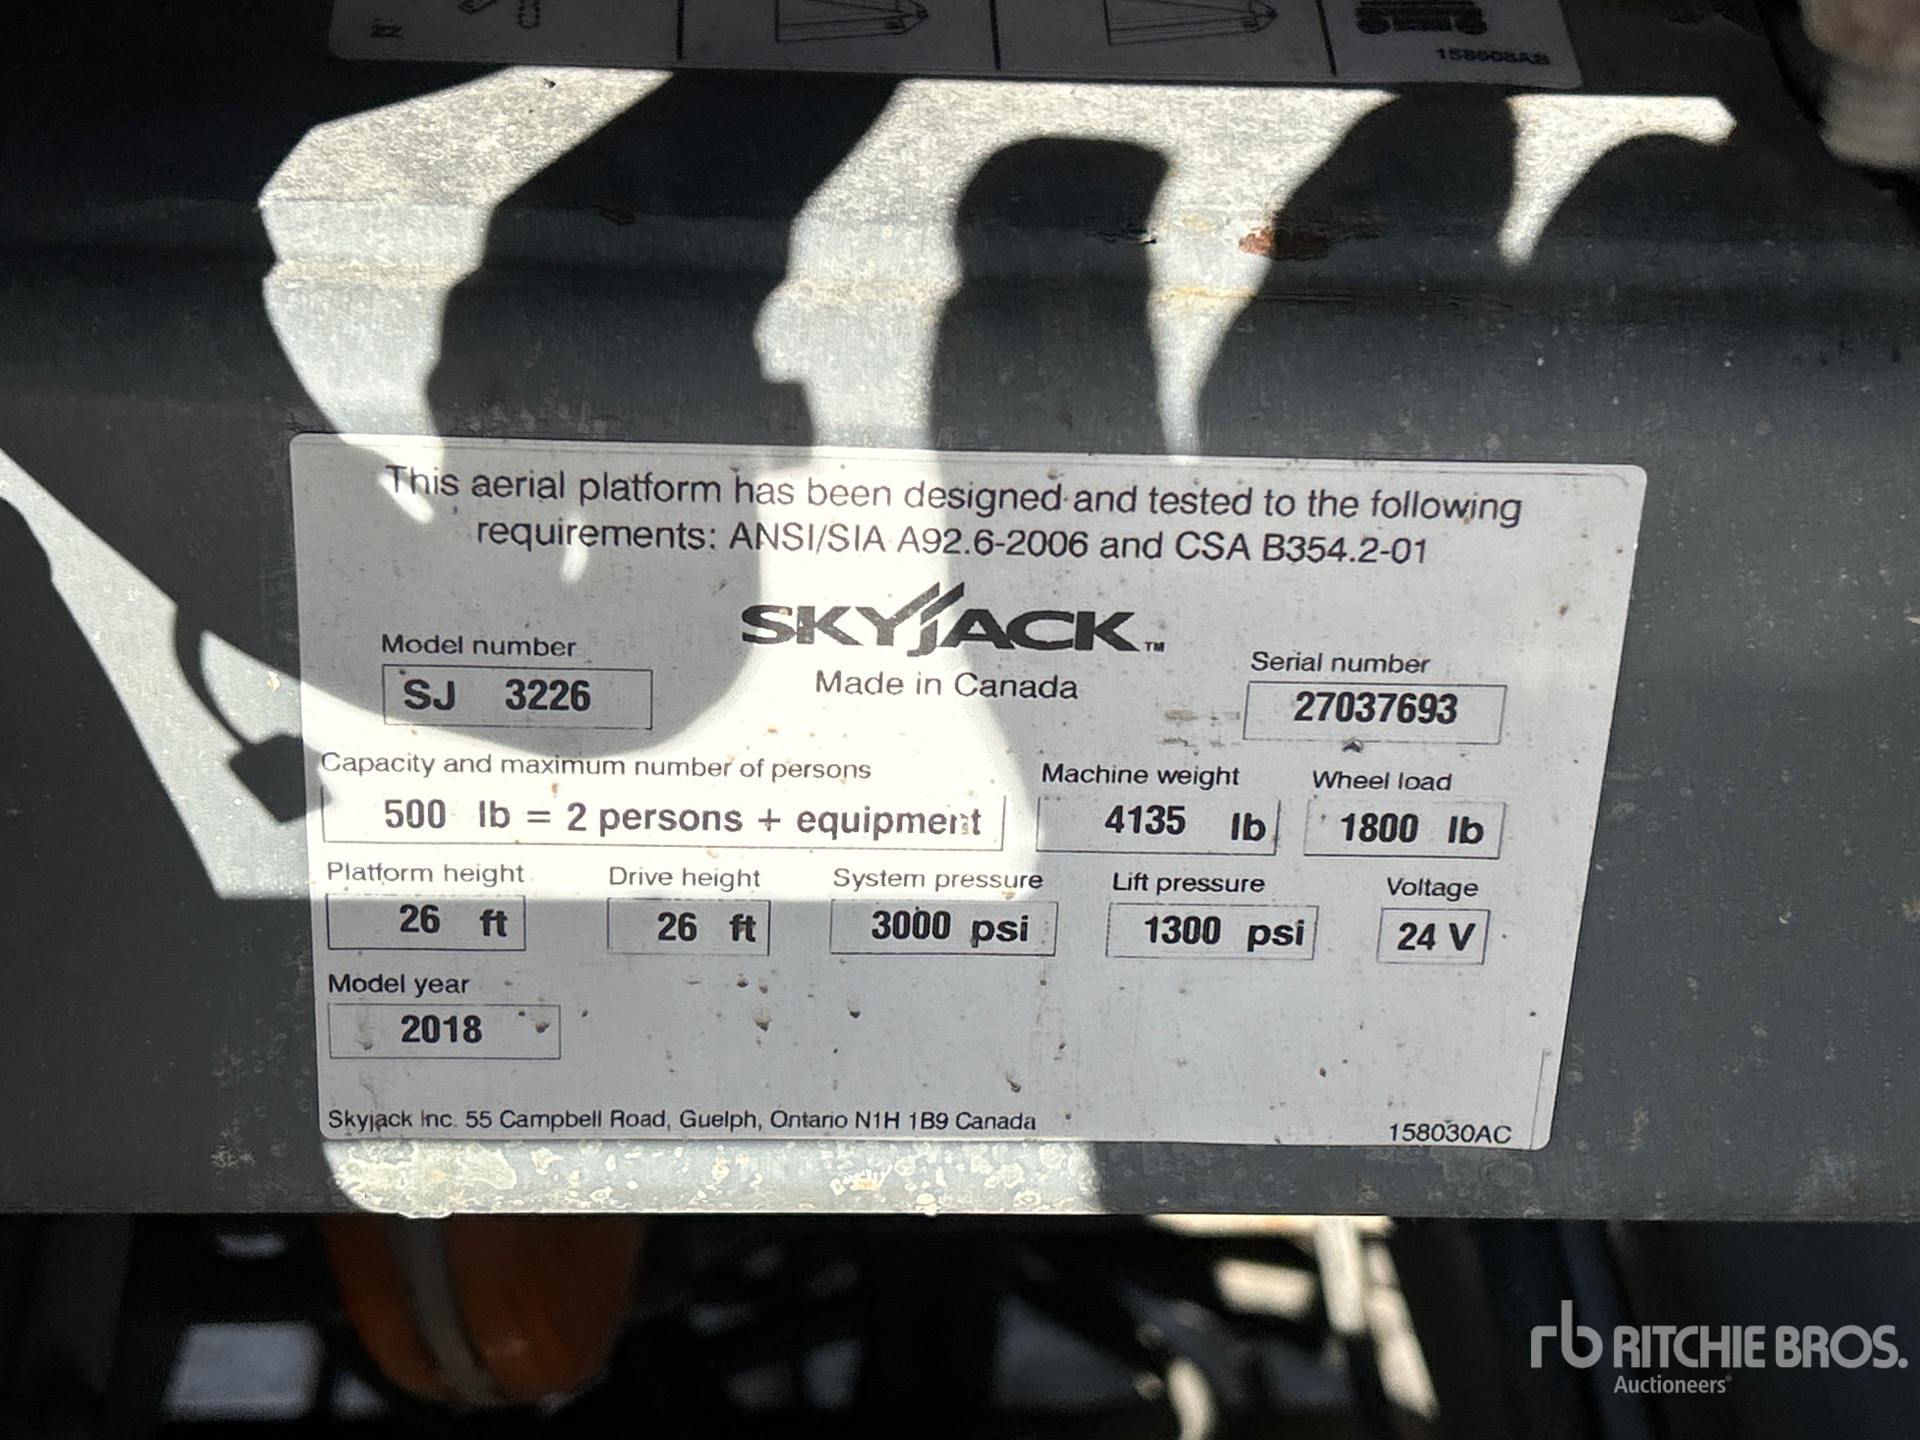 22
158608AB
This aerial platform has been designed and tested to the following
requirements: ANSI/SIA A92.6-2006 and CSA B354.2-01
SKYJACK™
Made in Canada
Model number
SJ 3226
Serial number
27037693
Capacity and maximum number of persons
500 lb = 2 persons + equipment
Machine weight
4135 lb
Wheel load
1800 lb
Platform height
26 ft
Drive height
26 ft
System pressure
3000 psi
Lift pressure
1300 psi
Voltage
24 V
Model year
2018
Skyjack Inc. 55 Campbell Road, Guelph, Ontario N1H 1B9 Canada
158030AC
rb RITCHIE BROS.
Auctioneers®